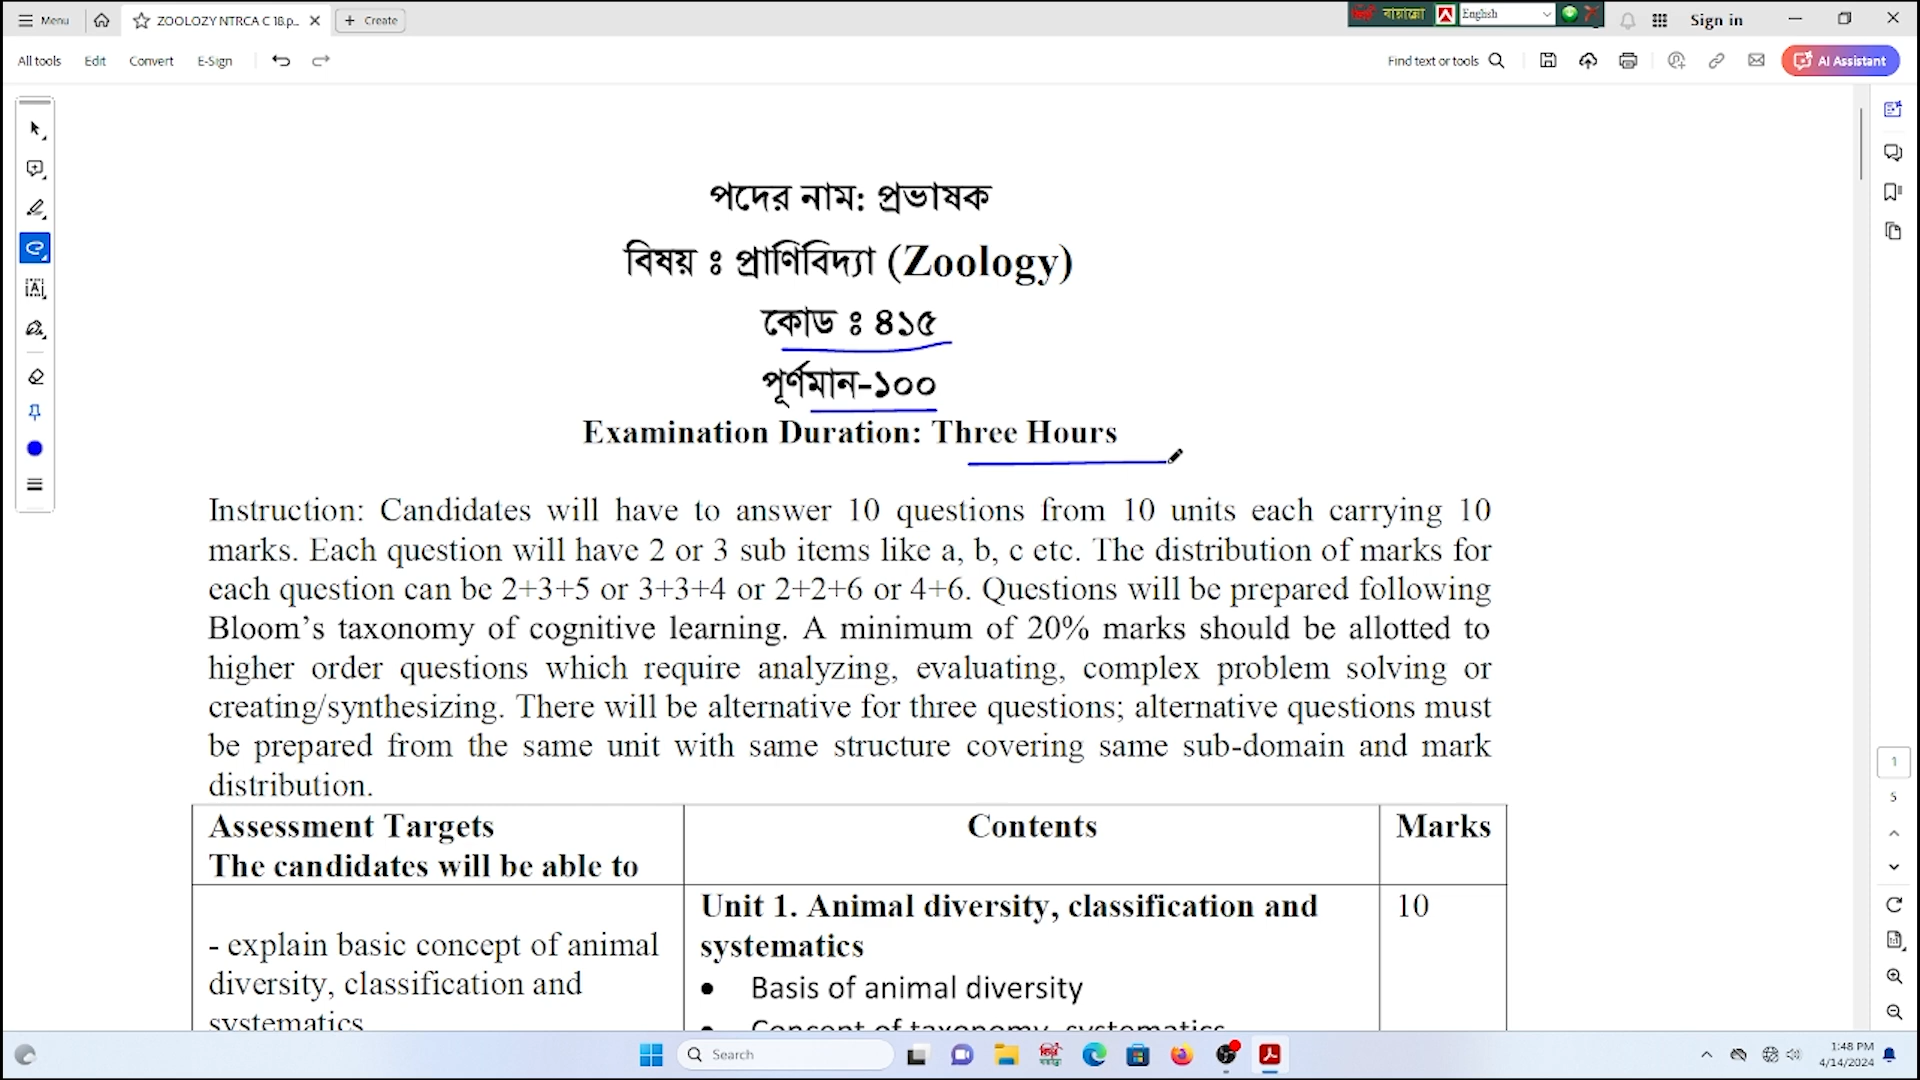 Menu
ZOOLOZY NTRCA C 18.p...
Create
বায়ান্নো
English
Sign in
All tools
Edit
Convert
E-Sign
Find text or tools
AI Assistant
পদের নাম: প্রভাষক
বিষয় ঃ প্রাণিবিদ্যা (Zoology)
কোড ঃ ৪১৫
পূর্ণমান-১০০
Examination Duration: Three Hours
Instruction: Candidates will have to answer 10 questions from 10 units each carrying 10
marks. Each question will have 2 or 3 sub items like a, b, c etc. The distribution of marks for
each question can be 2+3+5 or 3+3+4 or 2+2+6 or 4+6. Questions will be prepared following
Bloom’s taxonomy of cognitive learning. A minimum of 20% marks should be allotted to
higher order questions which require analyzing, evaluating, complex problem solving or
creating/synthesizing. There will be alternative for three questions; alternative questions must
be prepared from the same unit with same structure covering same sub-domain and mark
distribution.
Assessment Targets
The candidates will be able to
Contents
Marks
- explain basic concept of animal
diversity, classification and
systematics
Unit 1. Animal diversity, classification and
systematics
• Basis of animal diversity
• Concept of taxonomy, systematics
10
1
5
Search
1:48 PM
4/14/2024